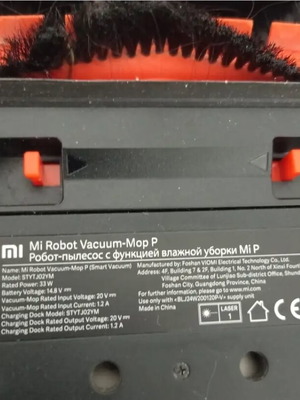 mi Mi Robot Vacuum-Mop P
Робот-пылесос с функцией влажной уборки Mi P
Name: Mi Robot Vacuum-Mop P (Smart Vacuum)
Model: STYTJ02YM
Rated Power: 33 W
Battery Voltage: 14.8 V
Vacuum-Mop Rated Input Voltage: 20 V
Vacuum-Mop Rated Input Current: 1.2 A
Charging Dock Model: STYTJ02YM
Charging Dock Rated Output Voltage: 20 V
Charging Dock Rated Output Current: 1.2 A
Manufactured by: Foshan ViOMi Electrical Technology Co., Ltd.
Address: 4F, Building 7 & 2F, Building 1, No. 2 North of Xinxi Fourth
Village Committee of Lunjiao Sub-district, Shunde
Foshan City, Guangdong Province, China
For further information, please go to www.mi.com
Use only with <BLJ24W200120P-V> supply unit
Made in China
LASER
1
CE